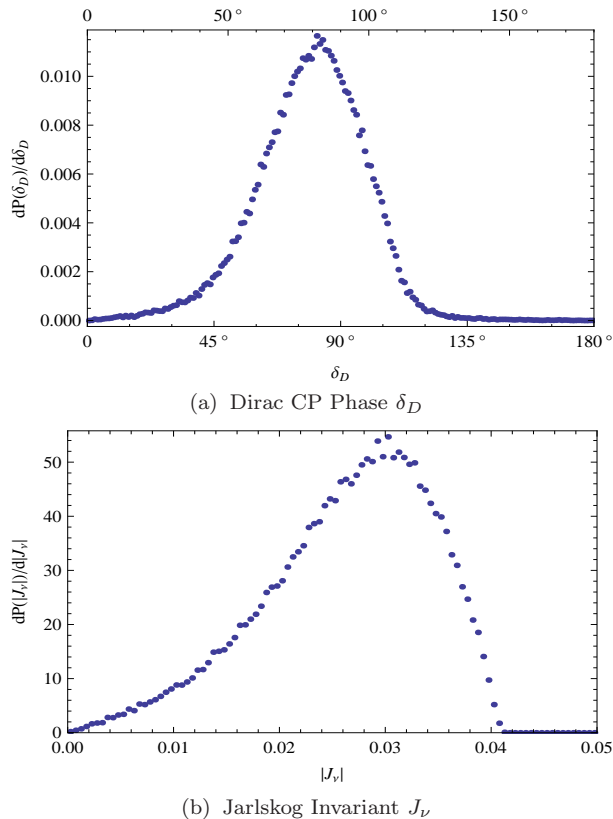 0 50° 100° 150°
dP(δ_D)/dδ_D
0.010
0.008
0.006
0.004
0.002
0.000
0 45° 90° 135° 180°
δ_D
(a) Dirac CP Phase δ_D
dP(|J_ν|)/d|J_ν|
50
40
30
20
10
0
0.00 0.01 0.02 0.03 0.04 0.05
|J_ν|
(b) Jarlskog Invariant J_ν